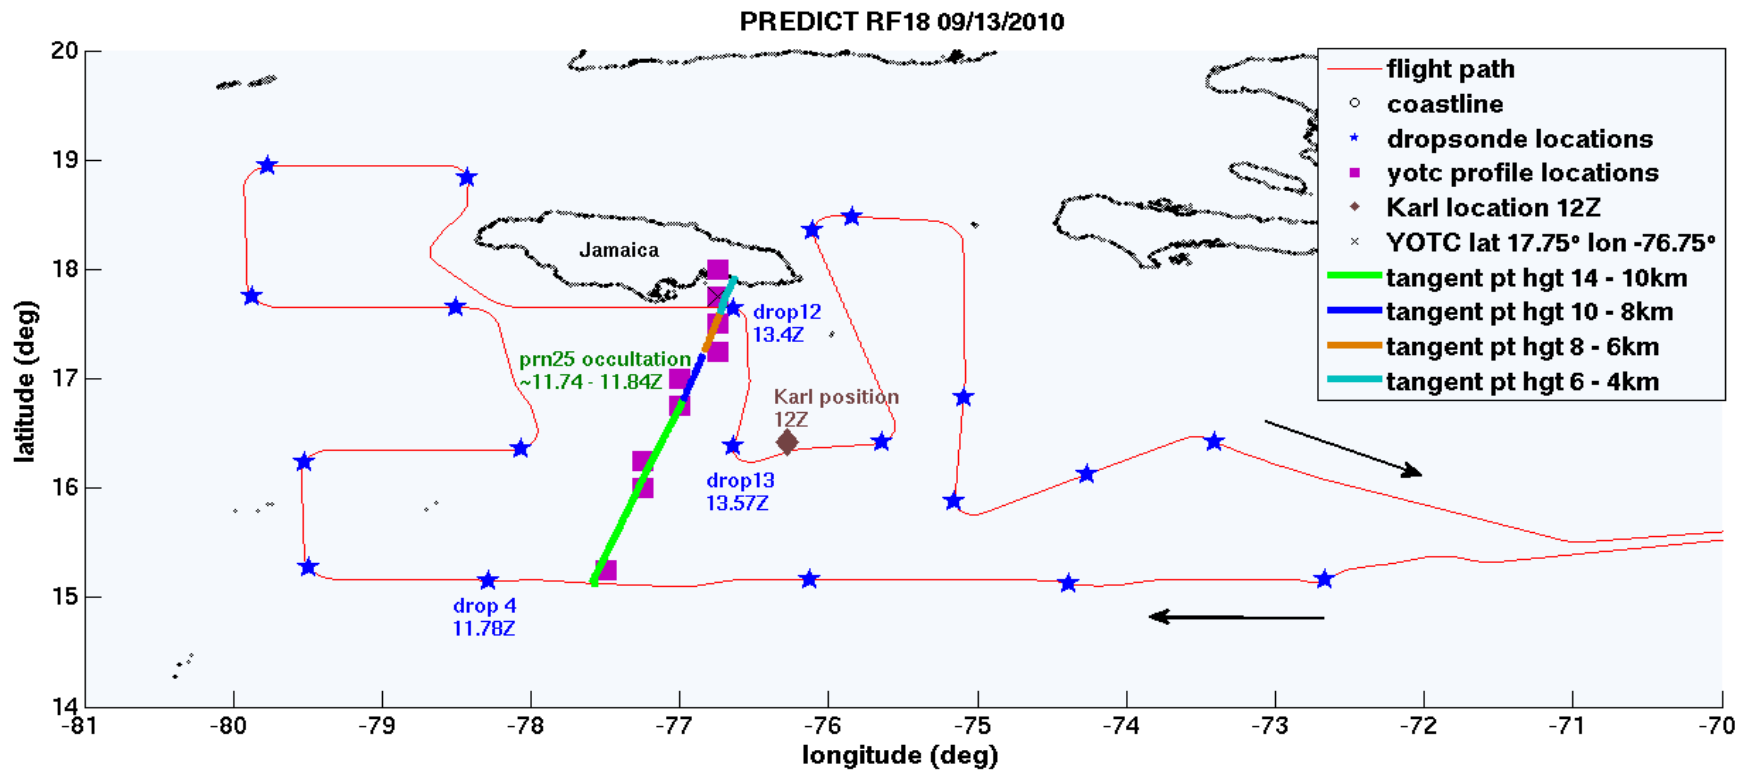 PREDICT RF18 09/13/2010
20
19
18
17
16
15
14
latitude (deg)
flight path
coastline
dropsonde locations
yotc profile locations
Karl location 12Z
YOTC lat 17.75° lon -76.75°
tangent pt hgt 14 - 10km
tangent pt hgt 10 - 8km
tangent pt hgt 8 - 6km
tangent pt hgt 6 - 4km
Jamaica
drop12
13.4Z
prn25 occultation
~11.74 - 11.84Z
Karl position
12Z
drop13
13.57Z
drop 4
11.78Z
-81
-80
-79
-78
-77
-76
-75
-74
-73
-72
-71
-70
longitude (deg)